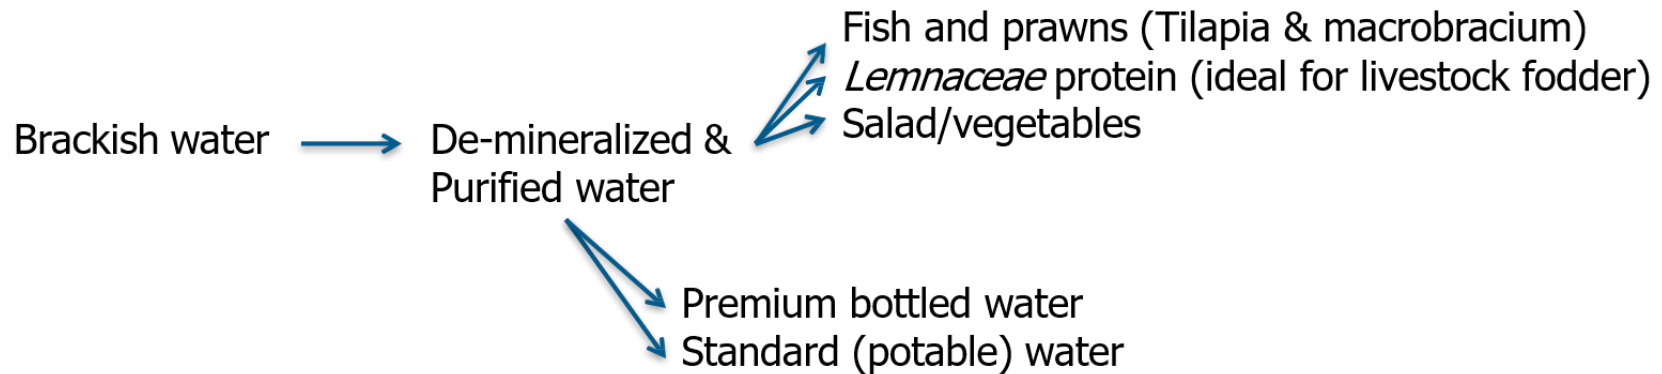 Fish and prawns (Tilapia & macrobracium)
Lemnaceae protein (ideal for livestock fodder)
Salad/vegetables
Brackish water
De-mineralized &
Purified water
Premium bottled water
Standard (potable) water